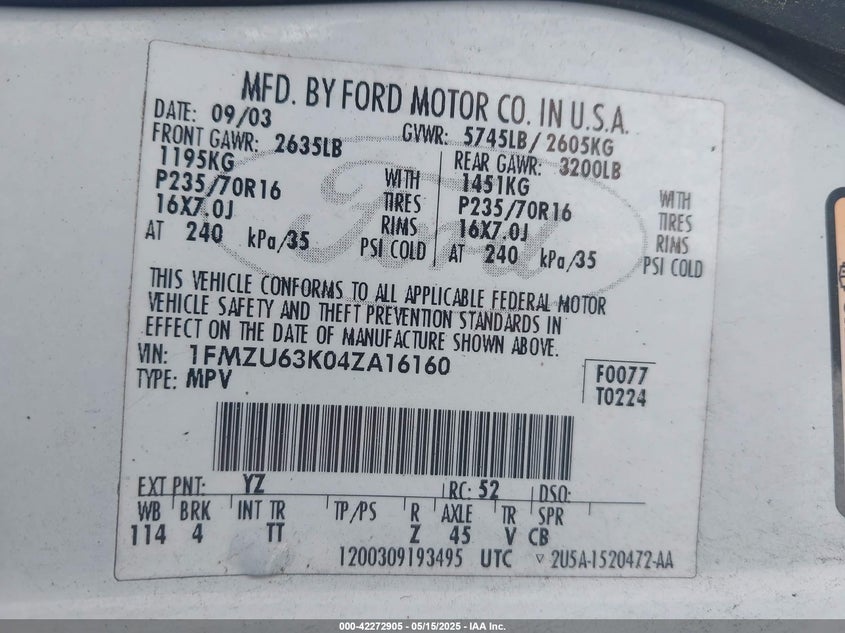 MFD. BY FORD MOTOR CO. IN U.S.A.
DATE: 09/03 GVWR: 5745LB/ 2605KG
FRONT GAWR: 2635LB REAR GAWR: 3200LB
1195KG WITH 1451KG WITH
P235/70R16 TIRES P235/70R16 TIRES
16X7.0J RIMS 16X7.0J RIMS
AT 240 kPa/35 PSI COLD AT 240 kPa/35 PSI COLD
Ford
THIS VEHICLE CONFORMS TO ALL APPLICABLE FEDERAL MOTOR
VEHICLE SAFETY AND THEFT PREVENTION STANDARDS IN
EFFECT ON THE DATE OF MANUFACTURE SHOWN ABOVE.
VIN: 1FMZU63K04ZA16160
TYPE: MPV
F0077
T0224
EXT PNT: YZ RC: 52 DSO:
WB BRK INT TR TP/PS R AXLE TR SPR
114 4 TT Z 45 V CB
1200309193495 UTC ▽ 2U5A-1520472-AA
000-42272905 - 05/15/2025 - IAA Inc.